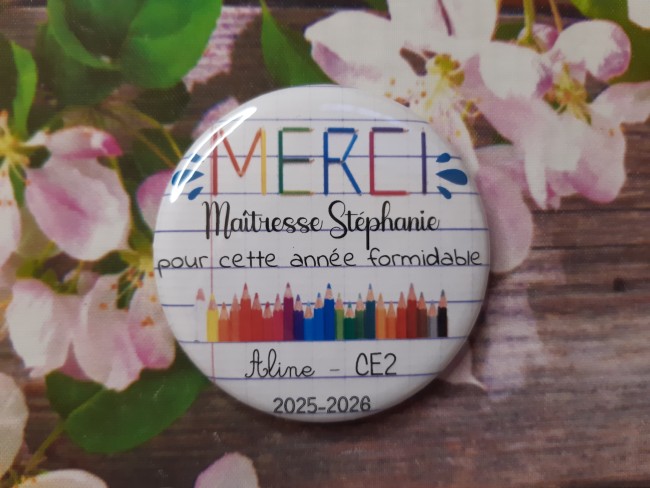 MERCI
Maîtresse Stéphanie
pour cette année formidable
Aline - CE2
2025-2026